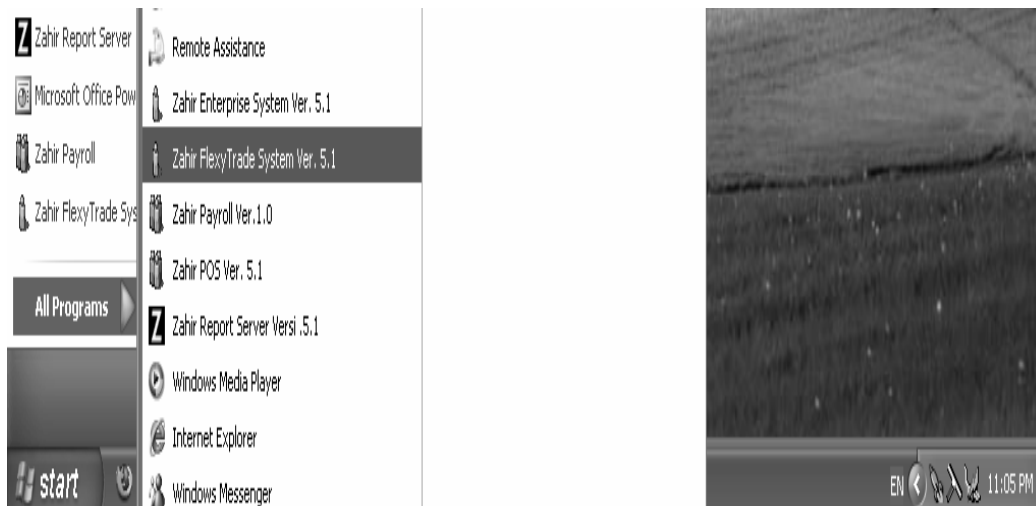 Zahir Report Server
Microsoft Office Pow
Zahir Payroll
Zahir FlexyTrade Sys
All Programs
start
Remote Assistance
Zahir Enterprise System Ver. 5.1
Zahir FlexyTrade System Ver. 5.1
Zahir Payroll Ver.1.0
Zahir POS Ver. 5.1
Z Zahir Report Server Versi .5.1
Windows Media Player
Internet Explorer
Windows Messenger
EN
11:05 PM